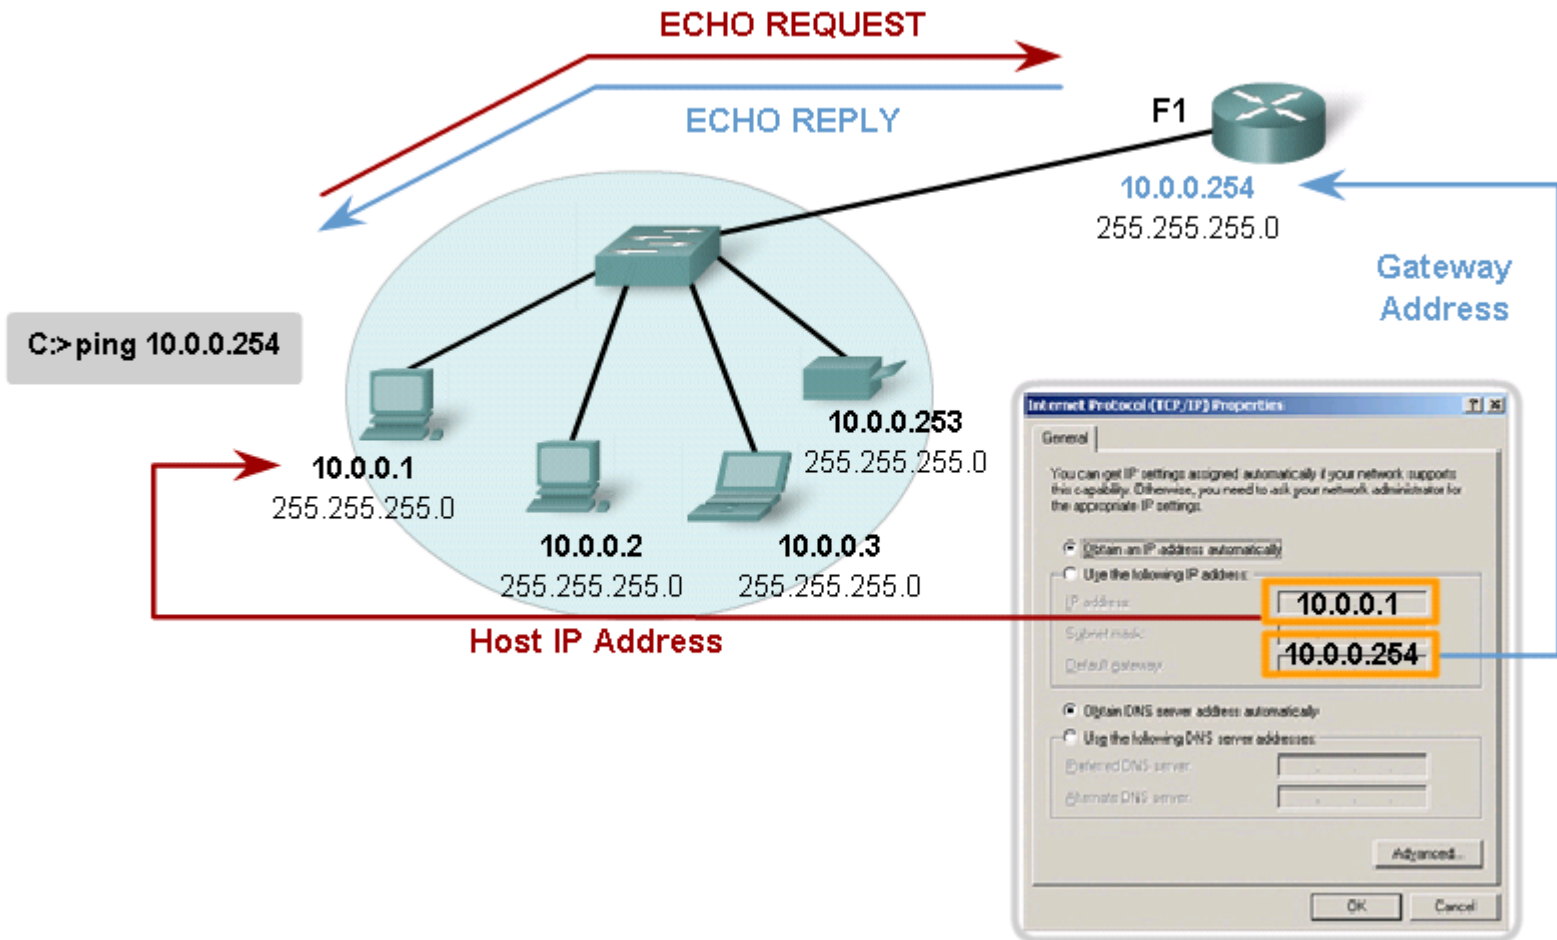 ECHO REQUEST
ECHO REPLY
F1
10.0.0.254
255.255.255.0
Gateway
Address
C:>ping 10.0.0.254
10.0.0.1
255.255.255.0
10.0.0.2
255.255.255.0
10.0.0.3
255.255.255.0
10.0.0.253
255.255.255.0
Host IP Address
Internet Protocol (TCP/IP) Properties
General
You can get IP settings assigned automatically if your network supports
this capability. Otherwise, you need to ask your network administrator for
the appropriate IP settings.
Obtain an IP address automatically
Use the following IP address:
IP address:
10.0.0.1
Subnet mask:
Default gateway:
10.0.0.254
Obtain DNS server address automatically
Use the following DNS server addresses:
Preferred DNS server:
Alternate DNS server:
Advanced...
OK
Cancel